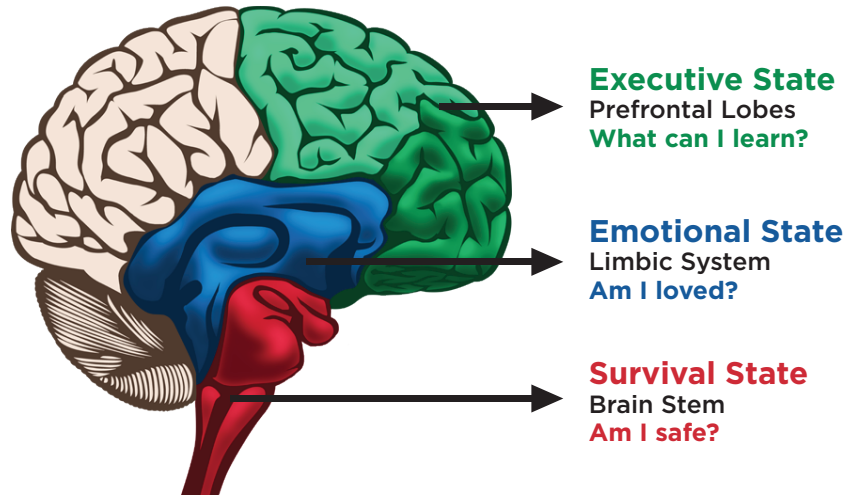 Executive State
Prefrontal Lobes
What can I learn?
Emotional State
Limbic System
Am I loved?
Survival State
Brain Stem
Am I safe?